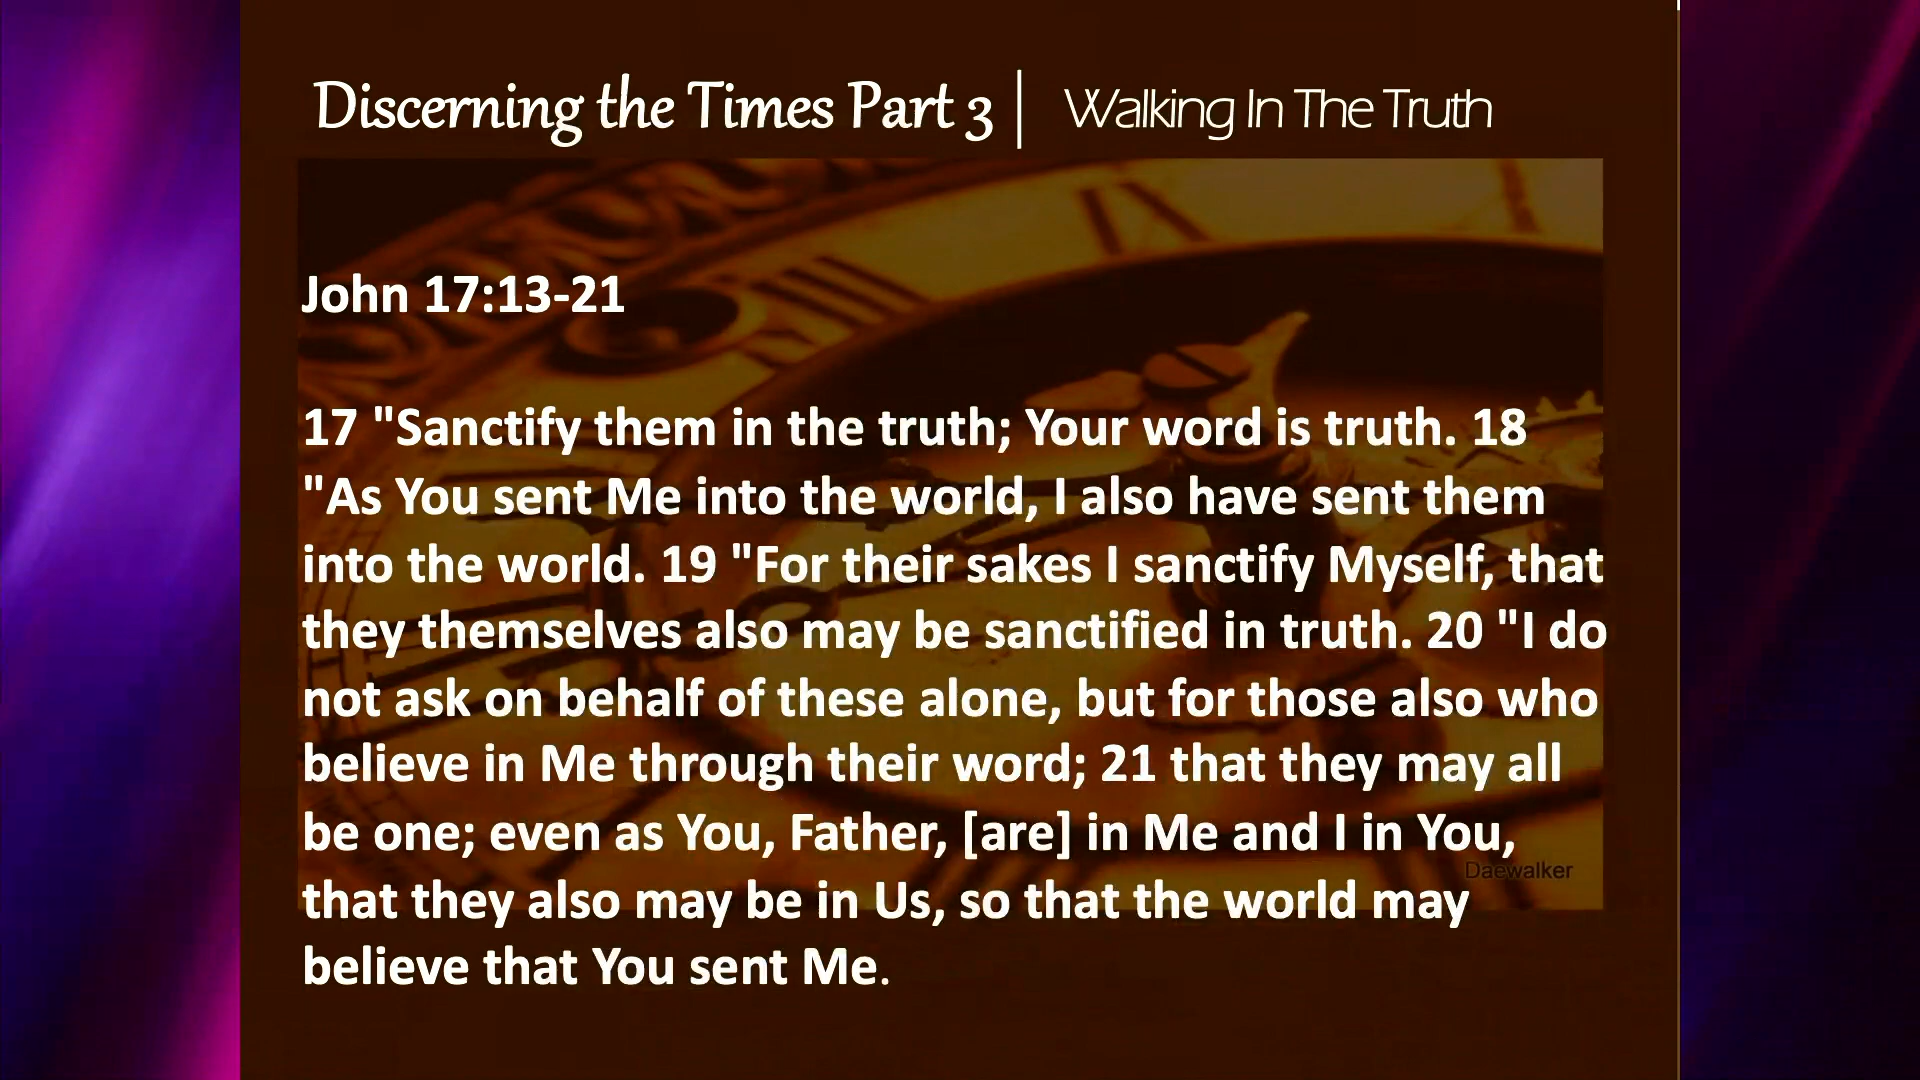 Discerning the Times Part 3 | Walking In The Truth
John 17:13-21
17 "Sanctify them in the truth; Your word is truth. 18
"As You sent Me into the world, I also have sent them
into the world. 19 "For their sakes I sanctify Myself, that
they themselves also may be sanctified in truth. 20 "I do
not ask on behalf of these alone, but for those also who
believe in Me through their word; 21 that they may all
be one; even as You, Father, [are] in Me and I in You,
Daewalker
that they also may be in Us, so that the world may
believe that You sent Me.